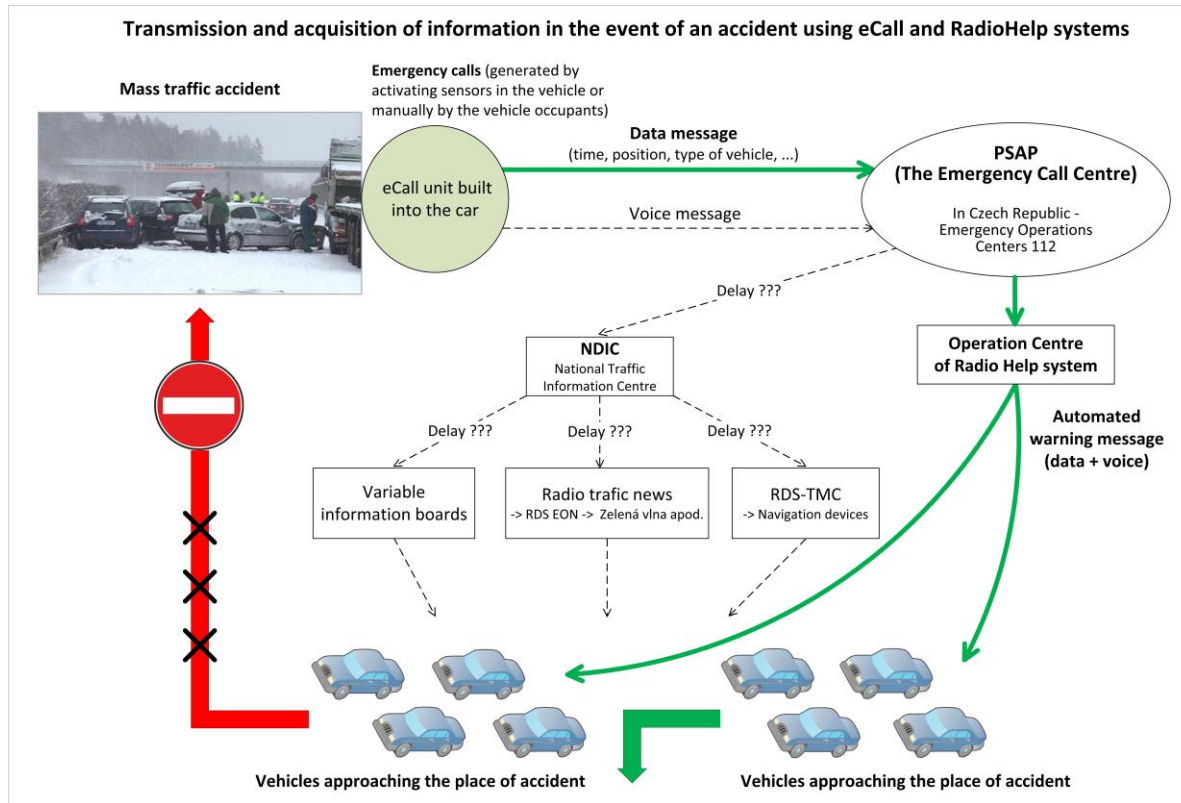 Transmission and acquisition of information in the event of an accident using eCall and RadioHelp systems
Mass traffic accident
Emergency calls (generated by
activating sensors in the vehicle or
manually by the vehicle occupants)
TECHNOLOGY
eCall unit built
into the car
Data message
(time, position, type of vehicle, ...)
Voice message
PSAP
(The Emergency Call Centre)
In Czech Republic -
Emergency Operations
Centers 112
Delay ???
NDIC
National Traffic
Information Centre
Operation Centre
of Radio Help system
Automated
warning message
(data + voice)
Delay ???
Delay ???
Delay ???
Variable
information boards
Radio trafic news
-> RDS EON -> Zelená vlna apod.
RDS-TMC
-> Navigation devices
Vehicles approaching the place of accident
Vehicles approaching the place of accident